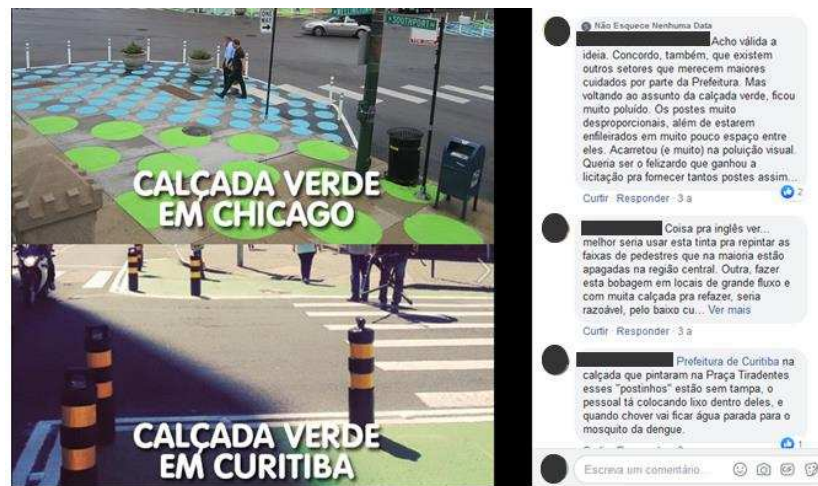 ONE WAY
SOUTHPORT
CALÇADA VERDE
EM CHICAGO
CALÇADA VERDE
EM CURITIBA
Não Esquece Nenhuma Data
Acho válida a
ideia. Concordo, também, que existem
outros setores que merecem maiores
cuidados por parte da Prefeitura. Mas
voltando ao assunto da calçada verde, ficou
muito poluído. Os postes muito
desproporcionais, além de estarem
enfileirados em muito pouco espaço entre
eles. Acarretou (e muito) na poluição visual.
Queria ser o felizardo que ganhou a
licitação pra fornecer tantos postes assim...
Curtir · Responder · 3 a
2
Coisa pra inglês ver...
melhor seria usar esta tinta pra repintar as
faixas de pedestres que na maioria estão
apagadas na região central. Outra, fazer
esta bobagem em locais de grande fluxo e
com muita calçada pra refazer, seria
razoável, pelo baixo cu... Ver mais
Curtir · Responder · 3 a
Prefeitura de Curitiba na
calçada que pintaram na Praça Tiradentes
esses "postinhos" estão sem tampa, o
pessoal tá colocando lixo dentro deles, e
quando chover vai ficar água parada para o
mosquito da dengue.
1
Escreva um comentário...
GIF